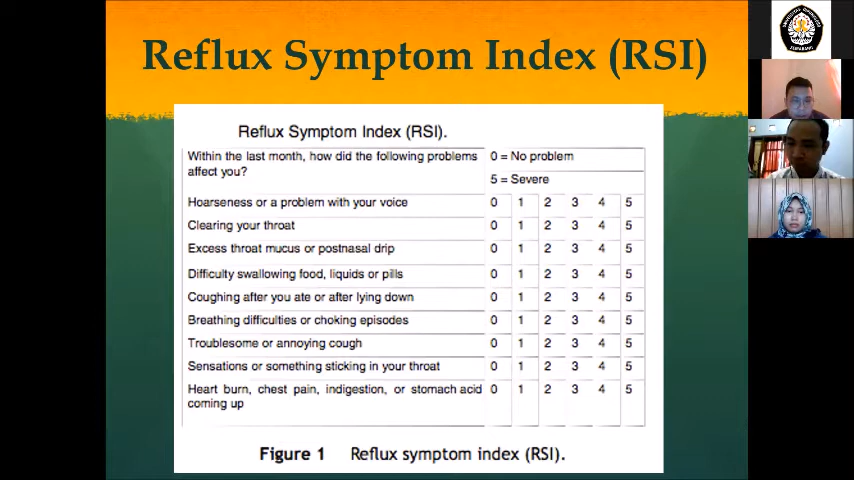 Reflux Symptom Index (RSI)
Reflux Symptom Index (RSI).
Within the last month, how did the following problems affect you?
0 = No problem
5 = Severe
Hoarseness or a problem with your voice 0 1 2 3 4 5
Clearing your throat 0 1 2 3 4 5
Excess throat mucus or postnasal drip 0 1 2 3 4 5
Difficulty swallowing food, liquids or pills 0 1 2 3 4 5
Coughing after you ate or after lying down 0 1 2 3 4 5
Breathing difficulties or choking episodes 0 1 2 3 4 5
Troublesome or annoying cough 0 1 2 3 4 5
Sensations or something sticking in your throat 0 1 2 3 4 5
Heart burn, chest pain, indigestion, or stomach acid coming up 0 1 2 3 4 5
Figure 1 Reflux symptom index (RSI).